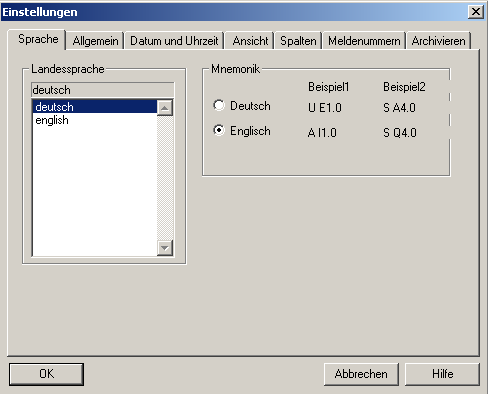 Einstellungen
Sprache Allgemein Datum und Uhrzeit Ansicht Spalten Meldenummern Archivieren
Landessprache
deutsch
deutsch
english
Mnemonik
Beispiel1 Beispiel2
Deutsch U E1.0 S A4.0
Englisch A I1.0 S Q4.0
OK Abbrechen Hilfe